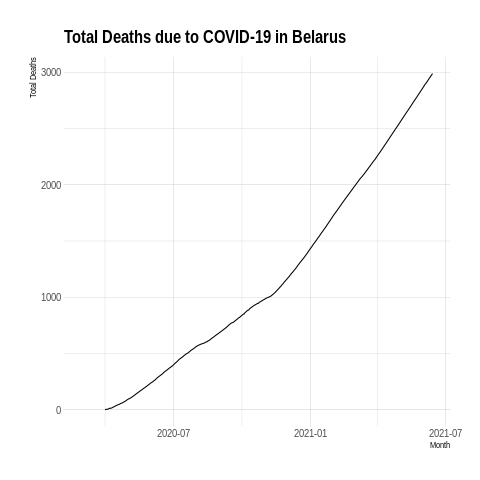 Total Deaths due to COVID-19 in Belarus
Total Deaths
3000
2000
1000
0
2020-07 2021-01 2021-07
Month